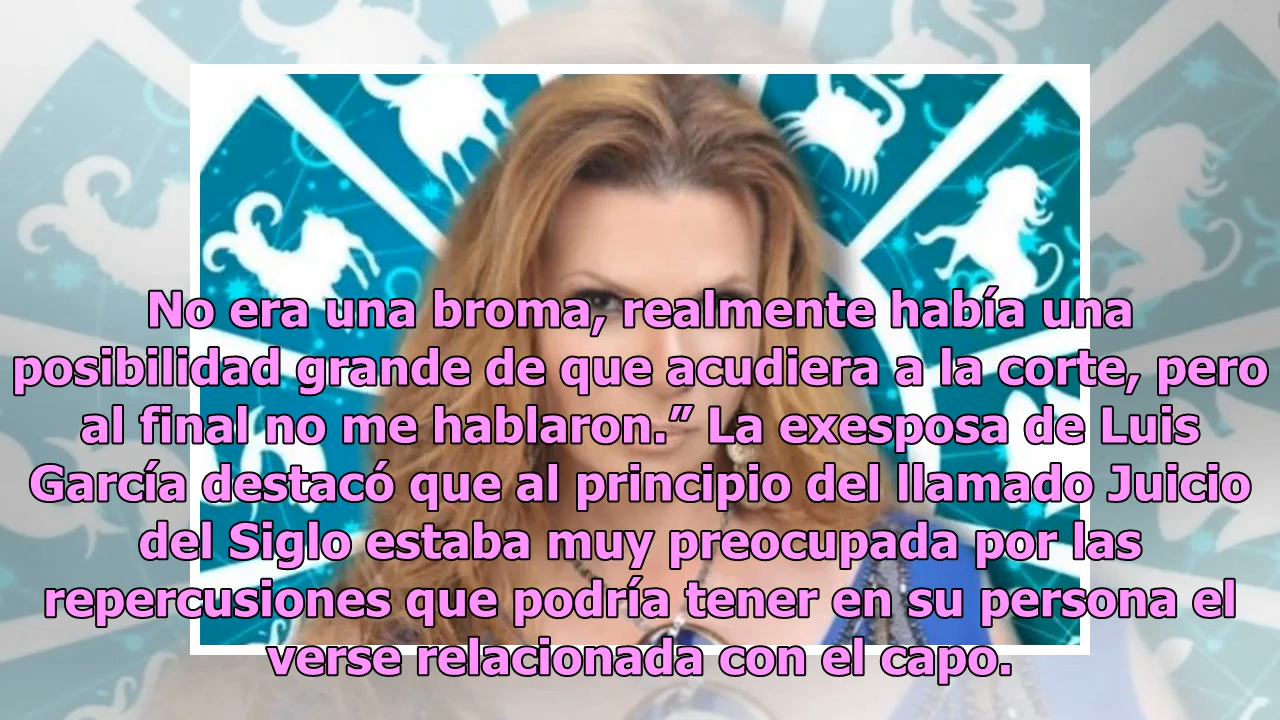 No era una broma, realmente había una
posibilidad grande de que acudiera a la corte, pero
al final no me hablaron.” La exesposa de Luis
García destacó que al principio del llamado Juicio
del Siglo estaba muy preocupada por las
repercusiones que podría tener en su persona el
verse relacionada con el capo.